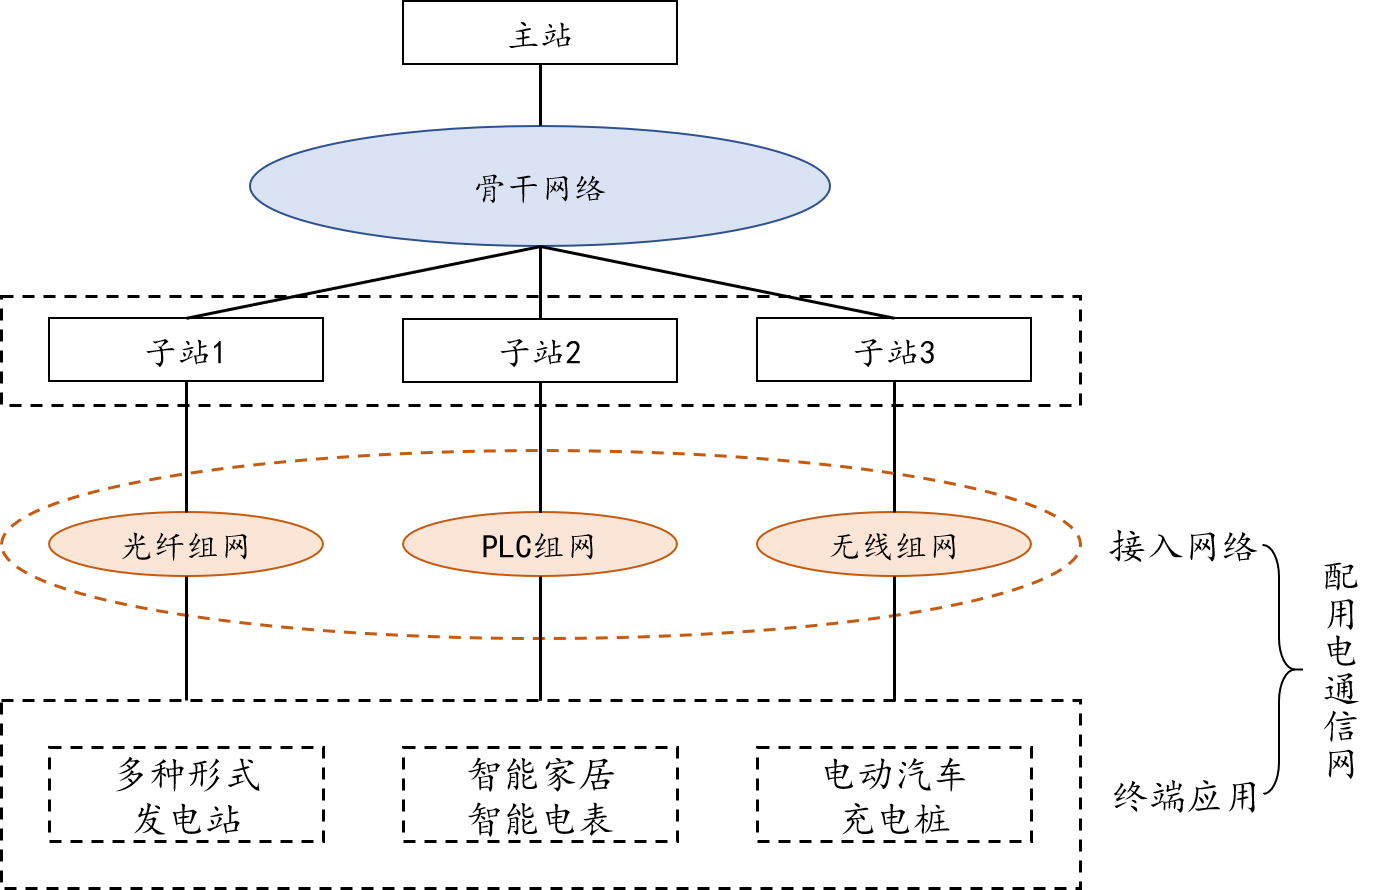 主站
骨干网络
子站1
子站2
子站3
光纤组网
PLC组网
无线组网
接入网络
配用电通信网
多种形式
发电站
智能家居
智能电表
电动汽车
充电桩
终端应用